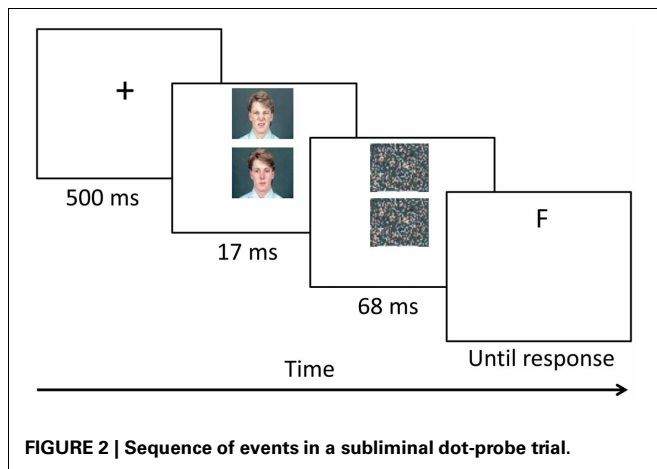 +
500 ms
17 ms
68 ms
F
Until response
Time
FIGURE 2 | Sequence of events in a subliminal dot-probe trial.